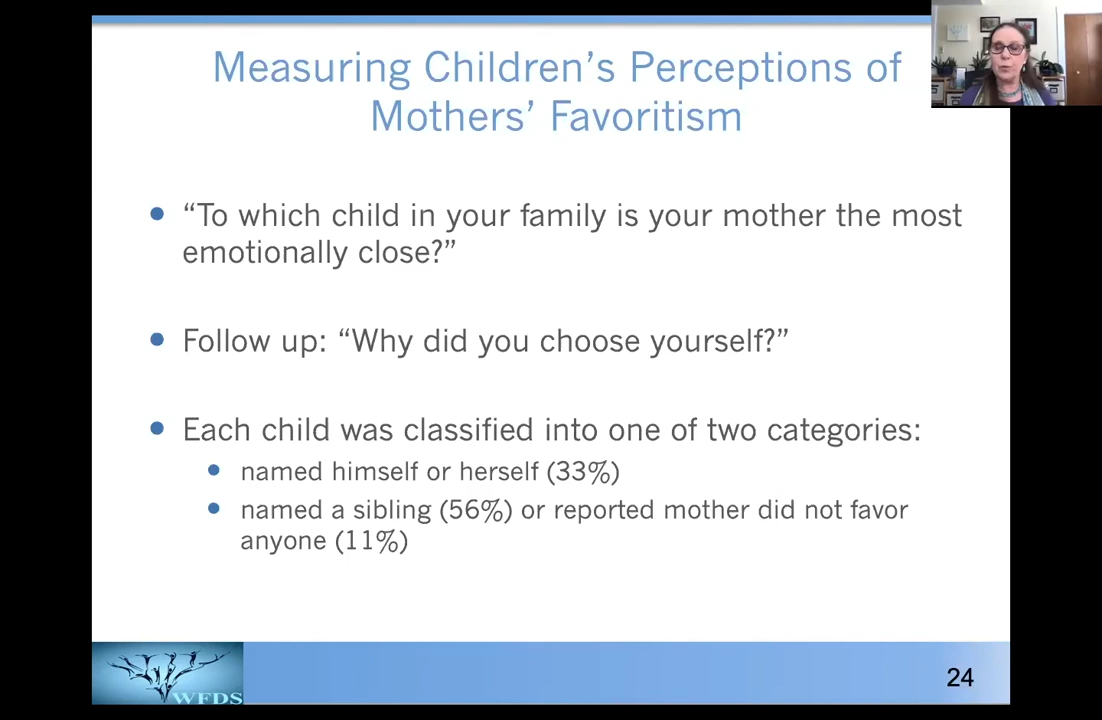 Measuring Children's Perceptions of
Mothers' Favoritism
• “To which child in your family is your mother the most
emotionally close?”
• Follow up: “Why did you choose yourself?”
• Each child was classified into one of two categories:
• named himself or herself (33%)
• named a sibling (56%) or reported mother did not favor
anyone (11%)
WFDS
24